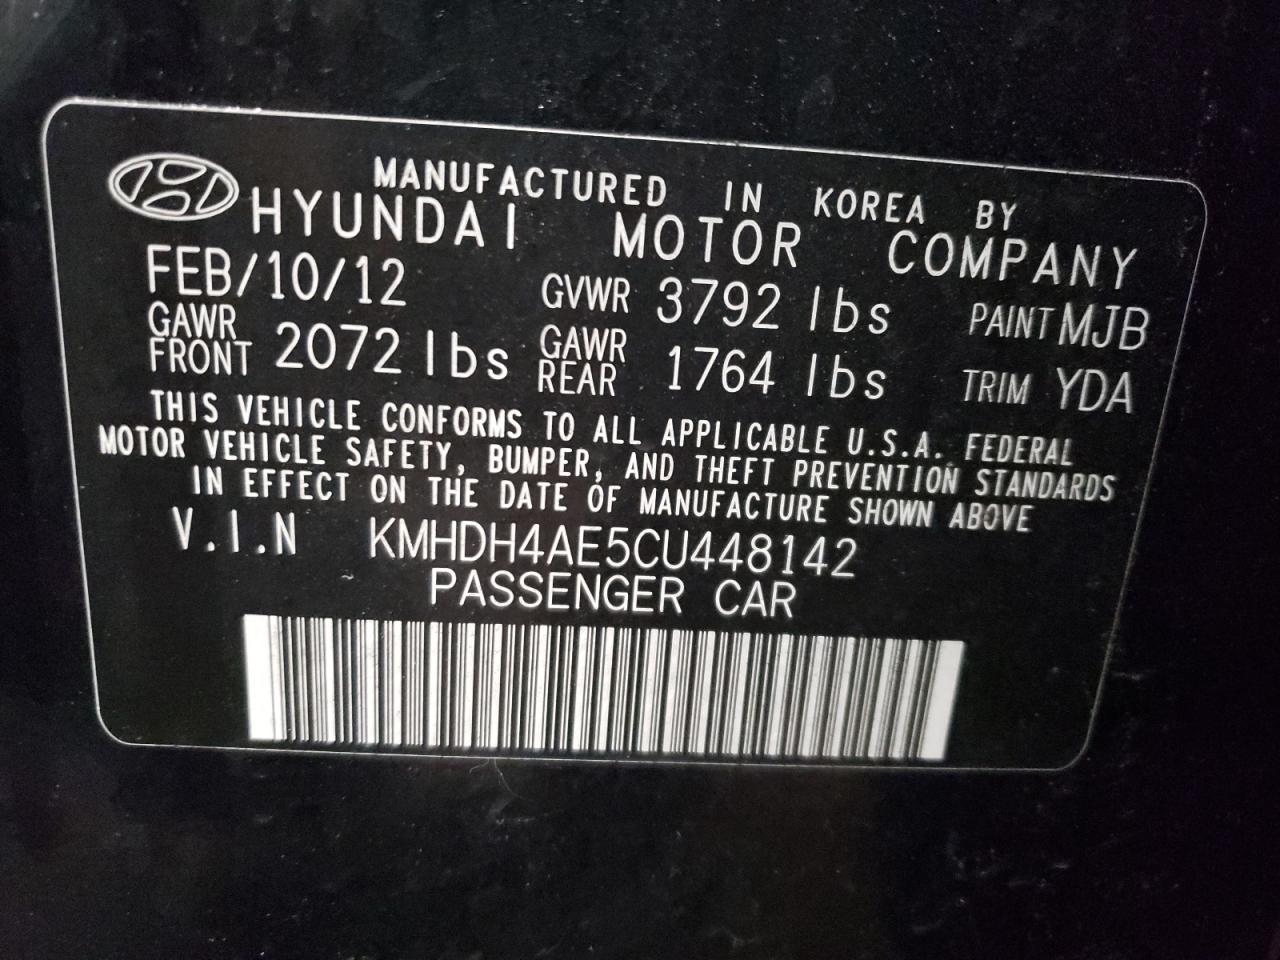 MANUFACTURED IN KOREA BY
HYUNDAI MOTOR COMPANY
FEB/10/12 GVWR 3792 lbs PAINT MJB
GAWR FRONT 2072 lbs GAWR REAR 1764 lbs TRIM YDA
THIS VEHICLE CONFORMS TO ALL APPLICABLE U.S.A. FEDERAL
MOTOR VEHICLE SAFETY, BUMPER, AND THEFT PREVENTION STANDARDS
IN EFFECT ON THE DATE OF MANUFACTURE SHOWN ABOVE
V.I.N KMHDH4AE5CU448142
PASSENGER CAR